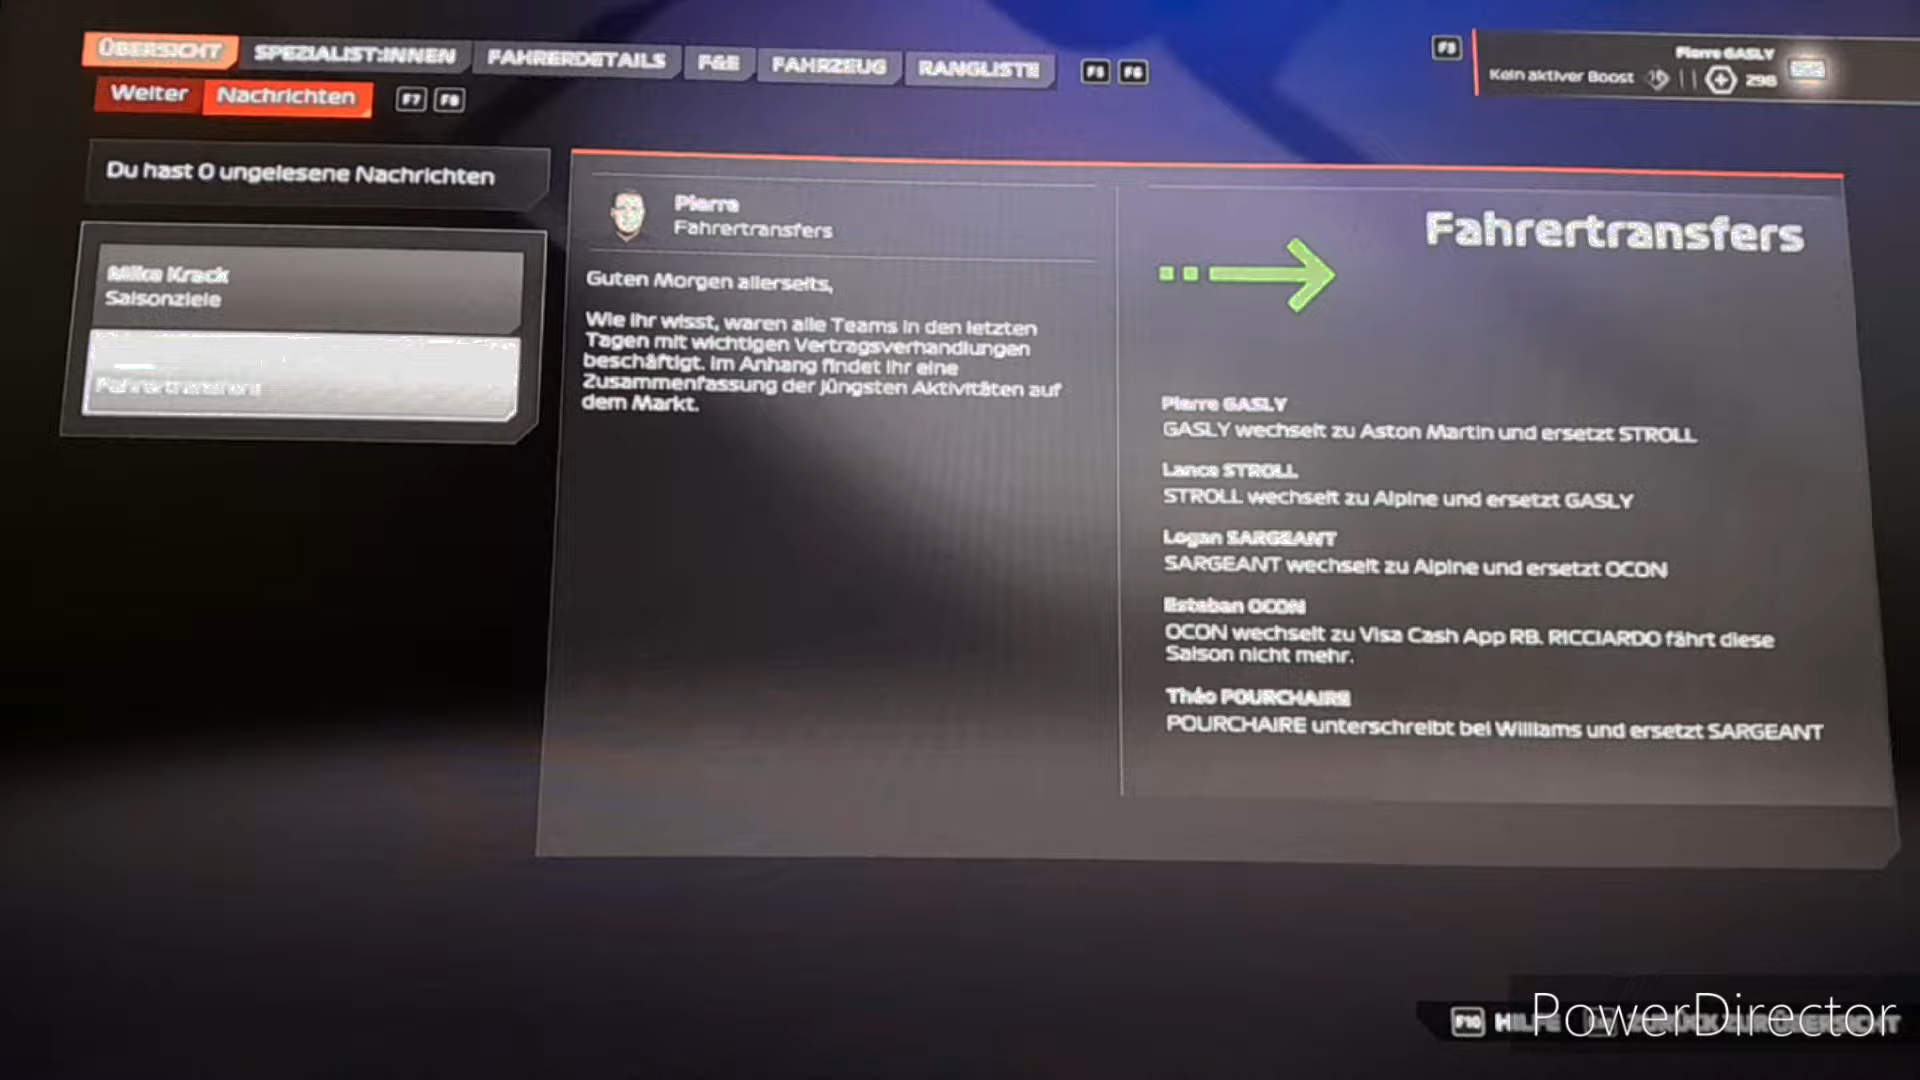 ÜBERSICHT SPEZIALIST:INNEN FAHRERDETAILS F&E FAHRZEUG RANGLISTE F5 F6
Weiter Nachrichten F7 F8
F3 Pierre GASLY
Kein aktiver Boost 298
Du hast 0 ungelesene Nachrichten
Mike Krack
Saisonziele
Fahrertransfers
Pierre
Fahrertransfers
Guten Morgen allerseits,
Wie ihr wisst, waren alle Teams in den letzten
Tagen mit wichtigen Vertragsverhandlungen
beschäftigt. Im Anhang findet ihr eine
Zusammenfassung der jüngsten Aktivitäten auf
dem Markt.
Fahrertransfers
Pierre GASLY
GASLY wechselt zu Aston Martin und ersetzt STROLL
Lance STROLL
STROLL wechselt zu Alpine und ersetzt GASLY
Logan SARGEANT
SARGEANT wechselt zu Alpine und ersetzt OCON
Esteban OCON
OCON wechselt zu Visa Cash App RB. RICCIARDO fährt diese
Saison nicht mehr.
Théo POURCHAIRE
POURCHAIRE unterschreibt bei Williams und ersetzt SARGEANT
F10 HILFE ZURÜCK ZUR ÜBERSICHT
PowerDirector